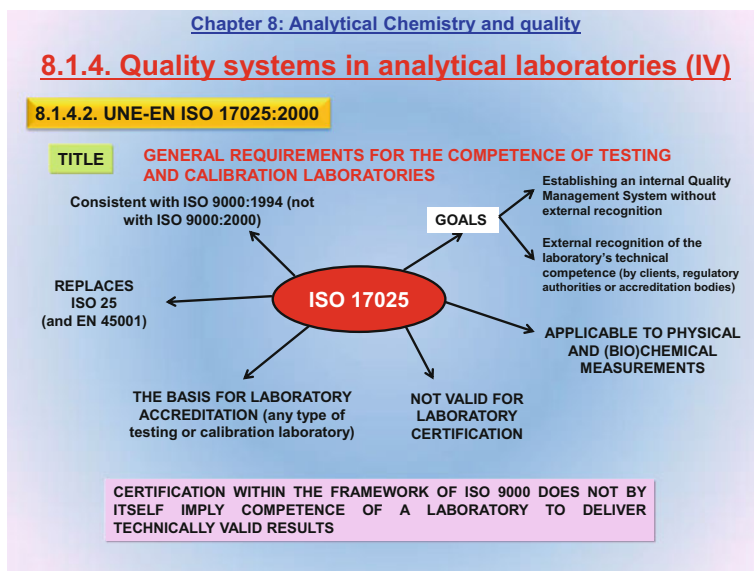 Chapter 8: Analytical Chemistry and quality
8.1.4. Quality systems in analytical laboratories (IV)
8.1.4.2. UNE-EN ISO 17025:2000
TITLE
GENERAL REQUIREMENTS FOR THE COMPETENCE OF TESTING
AND CALIBRATION LABORATORIES
Consistent with ISO 9000:1994 (not
with ISO 9000:2000)
GOALS
Establishing an internal Quality
Management System without
external recognition
External recognition of the
laboratory's technical
competence (by clients, regulatory
authorities or accreditation bodies)
REPLACES
ISO 25
(and EN 45001)
ISO 17025
APPLICABLE TO PHYSICAL
AND (BIO)CHEMICAL
MEASUREMENTS
THE BASIS FOR LABORATORY
ACCREDITATION (any type of
testing or calibration laboratory)
NOT VALID FOR
LABORATORY
CERTIFICATION
CERTIFICATION WITHIN THE FRAMEWORK OF ISO 9000 DOES NOT BY
ITSELF IMPLY COMPETENCE OF A LABORATORY TO DELIVER
TECHNICALLY VALID RESULTS